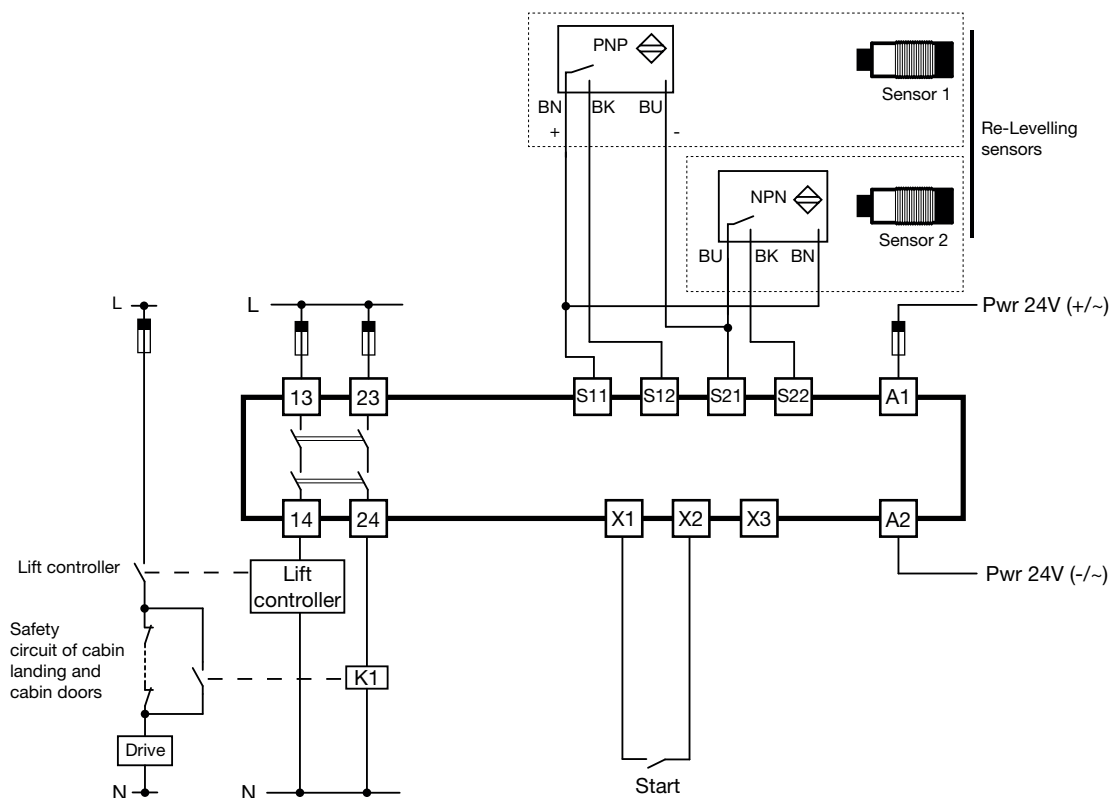 PNP
Sensor 1
BN BK BU
+ -
Re-Levelling
sensors
NPN
Sensor 2
BU BK BN
L
L
Pwr 24V (+/~)
13 23 S11 S12 S21 S22 A1
14 24 X1 X2 X3 A2
Lift controller
Lift
controller
Pwr 24V (-/~)
Safety
circuit of cabin
landing and
cabin doors
K1
Drive
Start
N
N